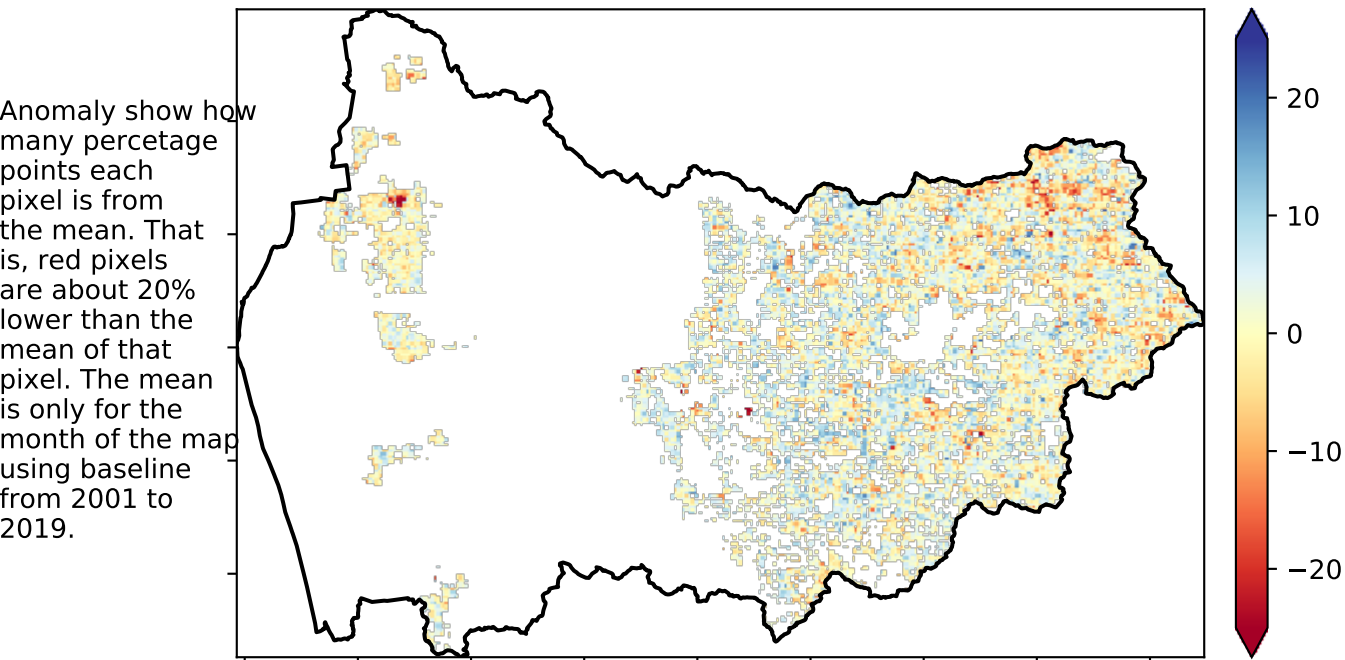 Anomaly show how
many percetage
points each
pixel is from
the mean. That
is, red pixels
are about 20%
lower than the
mean of that
pixel. The mean
is only for the
month of the map
using baseline
from 2001 to
2019.
20
10
0
−10
−20